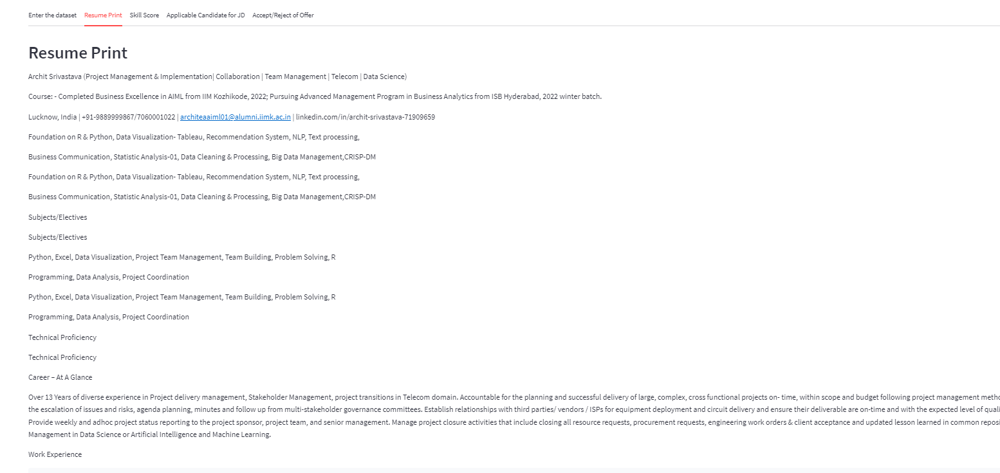 Enter the dataset Resume Print Skill Score Applicable Candidate for JD Accept/Reject of Offer
Resume Print
Archit Srivastava (Project Management & Implementation| Collaboration | Team Management | Telecom | Data Science)
Course: - Completed Business Excellence in AIML from IIM Kozhikode, 2022; Pursuing Advanced Management Program in Business Analytics from ISB Hyderabad, 2022 winter batch.
Lucknow, India | +91-9889999867/7060001022 | architeaaiml01@alumni.iimk.ac.in | linkedin.com/in/archit-srivastava-71909659
Foundation on R & Python, Data Visualization- Tableau, Recommendation System, NLP, Text processing,
Business Communication, Statistic Analysis-01, Data Cleaning & Processing, Big Data Management,CRISP-DM
Foundation on R & Python, Data Visualization- Tableau, Recommendation System, NLP, Text processing,
Business Communication, Statistic Analysis-01, Data Cleaning & Processing, Big Data Management,CRISP-DM
Subjects/Electives
Subjects/Electives
Python, Excel, Data Visualization, Project Team Management, Team Building, Problem Solving, R
Programming, Data Analysis, Project Coordination
Python, Excel, Data Visualization, Project Team Management, Team Building, Problem Solving, R
Programming, Data Analysis, Project Coordination
Technical Proficiency
Technical Proficiency
Career – At A Glance
Over 13 Years of diverse experience in Project delivery management, Stakeholder Management, project transitions in Telecom domain. Accountable for the planning and successful delivery of large, complex, cross functional projects on- time, within scope and budget following project management
the escalation of issues and risks, agenda planning, minutes and follow up from multi-stakeholder governance committees. Establish relationships with third parties/ vendors / ISPs for equipment deployment and circuit delivery and ensure their deliverable are on-time and with the expected level of
Provide weekly and adhoc project status reporting to the project sponsor, project team, and senior management. Manage project closure activities that include closing all resource requests, procurement requests, engineering work orders & client acceptance and updated lesson learned in common
Management in Data Science or Artificial Intelligence and Machine Learning.
Work Experience